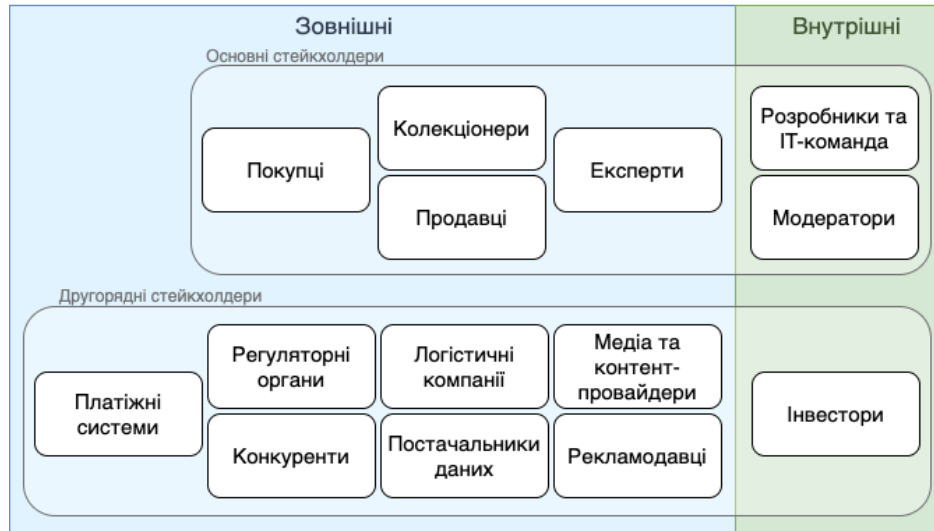 Зовнішні
Внутрішні
Основні стейкхолдери
Покупці
Колекціонери
Продавці
Експерти
Розробники та
ІТ-команда
Модератори
Другорядні стейкхолдери
Платіжні
системи
Регуляторні
органи
Конкуренти
Логістичні
компанії
Постачальники
даних
Медіа та
контент-
провайдери
Рекламодавці
Інвестори